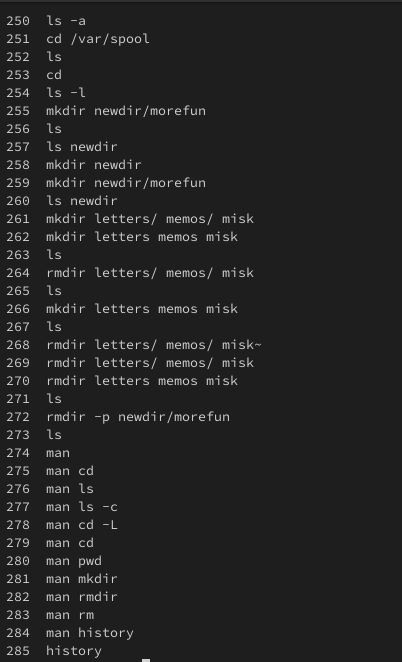 250 ls -a
251 cd /var/spool
252 ls
253 cd
254 ls -l
255 mkdir newdir/morefun
256 ls
257 ls newdir
258 mkdir newdir
259 mkdir newdir/morefun
260 ls newdir
261 mkdir letters/ memos/ misk
262 mkdir letters memos misk
263 ls
264 rmdir letters/ memos/ misk
265 ls
266 mkdir letters memos misk
267 ls
268 rmdir letters/ memos/ misk~
269 rmdir letters/ memos/ misk
270 rmdir letters memos misk
271 ls
272 rmdir -p newdir/morefun
273 ls
274 man
275 man cd
276 man ls
277 man ls -c
278 man cd -L
279 man cd
280 man pwd
281 man mkdir
282 man rmdir
283 man rm
284 man history
285 history